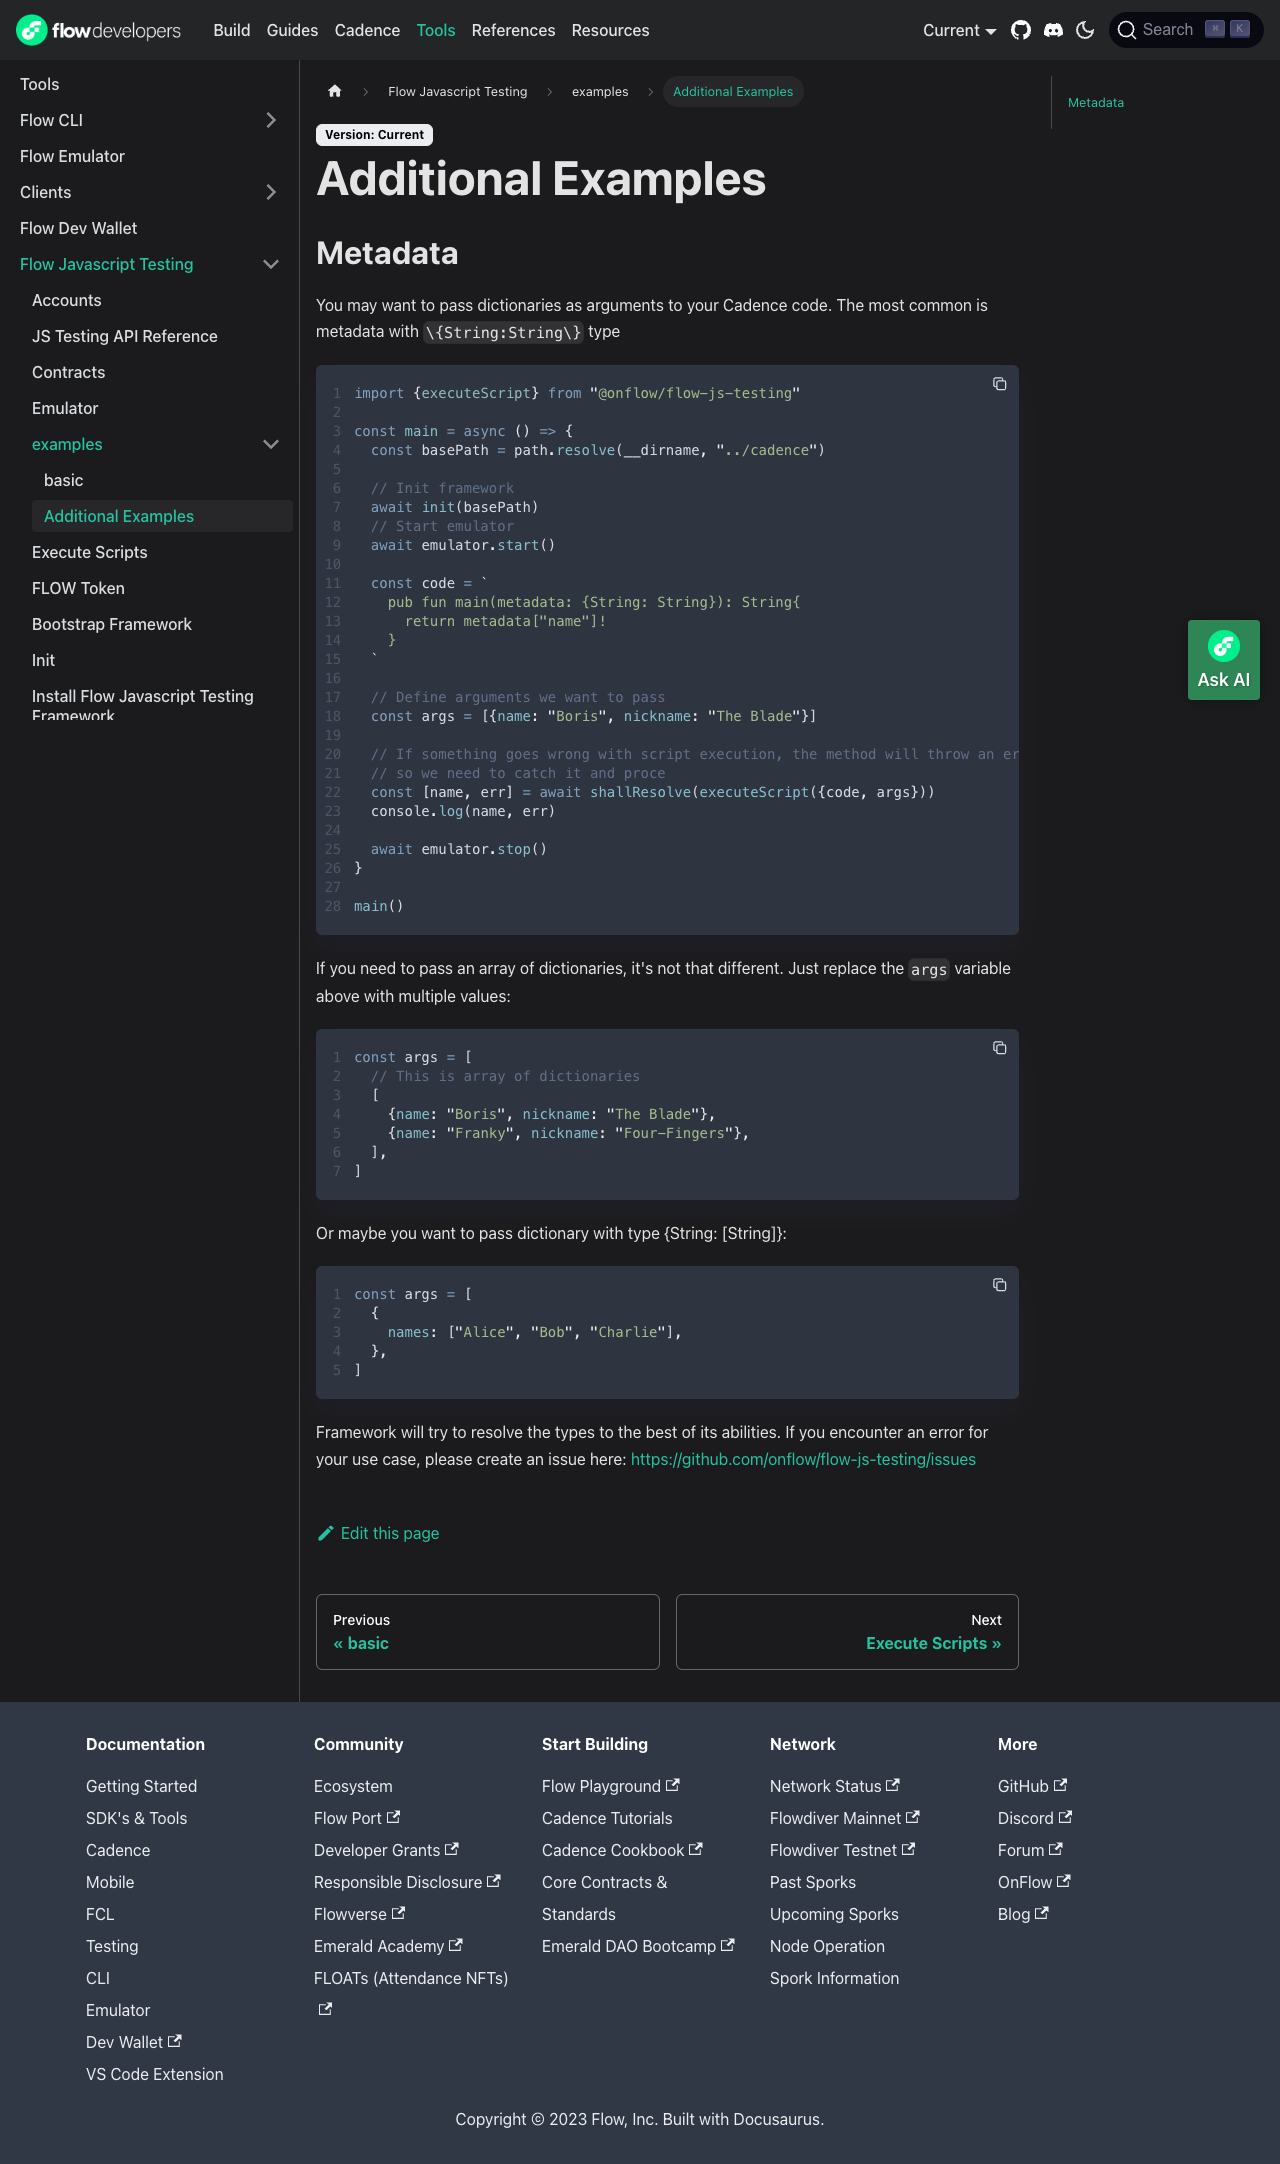 flowdevelopers
Build Guides Cadence Tools References Resources
Current
Search ⌘ K
Tools
Flow CLI
Flow Emulator
Clients
Flow Dev Wallet
Flow Javascript Testing
Accounts
JS Testing API Reference
Contracts
Emulator
examples
basic
Additional Examples
Execute Scripts
FLOW Token
Bootstrap Framework
Init
Install Flow Javascript Testing
Framework
Flow Javascript Testing > examples > Additional Examples
Version: Current
Additional Examples
Metadata
You may want to pass dictionaries as arguments to your Cadence code. The most common is
metadata with \{String:String\} type
1 import {executeScript} from "@onflow/flow-js-testing"
2
3 const main = async () => {
4   const basePath = path.resolve(__dirname, "../cadence")
5
6   // Init framework
7   await init(basePath)
8   // Start emulator
9   await emulator.start()
10
11   const code = `
12     pub fun main(metadata: {String: String}): String{
13       return metadata["name"]!
14     }
15   `
16
17   // Define arguments we want to pass
18   const args = [{name: "Boris", nickname: "The Blade"}]
19
20   // If something goes wrong with script execution, the method will throw an er
21   // so we need to catch it and proce
22   const [name, err] = await shallResolve(executeScript({code, args}))
23   console.log(name, err)
24
25   await emulator.stop()
26 }
27
28 main()
If you need to pass an array of dictionaries, it's not that different. Just replace the args variable
above with multiple values:
1 const args = [
2   // This is array of dictionaries
3   [
4     {name: "Boris", nickname: "The Blade"},
5     {name: "Franky", nickname: "Four-Fingers"},
6   ],
7 ]
Or maybe you want to pass dictionary with type {String: [String]}:
1 const args = [
2   {
3     names: ["Alice", "Bob", "Charlie"],
4   },
5 ]
Framework will try to resolve the types to the best of its abilities. If you encounter an error for
your use case, please create an issue here: https://github.com/onflow/flow-js-testing/issues
Edit this page
Previous
« basic
Next
Execute Scripts »
Metadata
Ask AI
Documentation
Getting Started
SDK's & Tools
Cadence
Mobile
FCL
Testing
CLI
Emulator
Dev Wallet
VS Code Extension
Community
Ecosystem
Flow Port
Developer Grants
Responsible Disclosure
Flowverse
Emerald Academy
FLOATs (Attendance NFTs)
Start Building
Flow Playground
Cadence Tutorials
Cadence Cookbook
Core Contracts &
Standards
Emerald DAO Bootcamp
Network
Network Status
Flowdiver Mainnet
Flowdiver Testnet
Past Sporks
Upcoming Sporks
Node Operation
Spork Information
More
GitHub
Discord
Forum
OnFlow
Blog
Copyright © 2023 Flow, Inc. Built with Docusaurus.